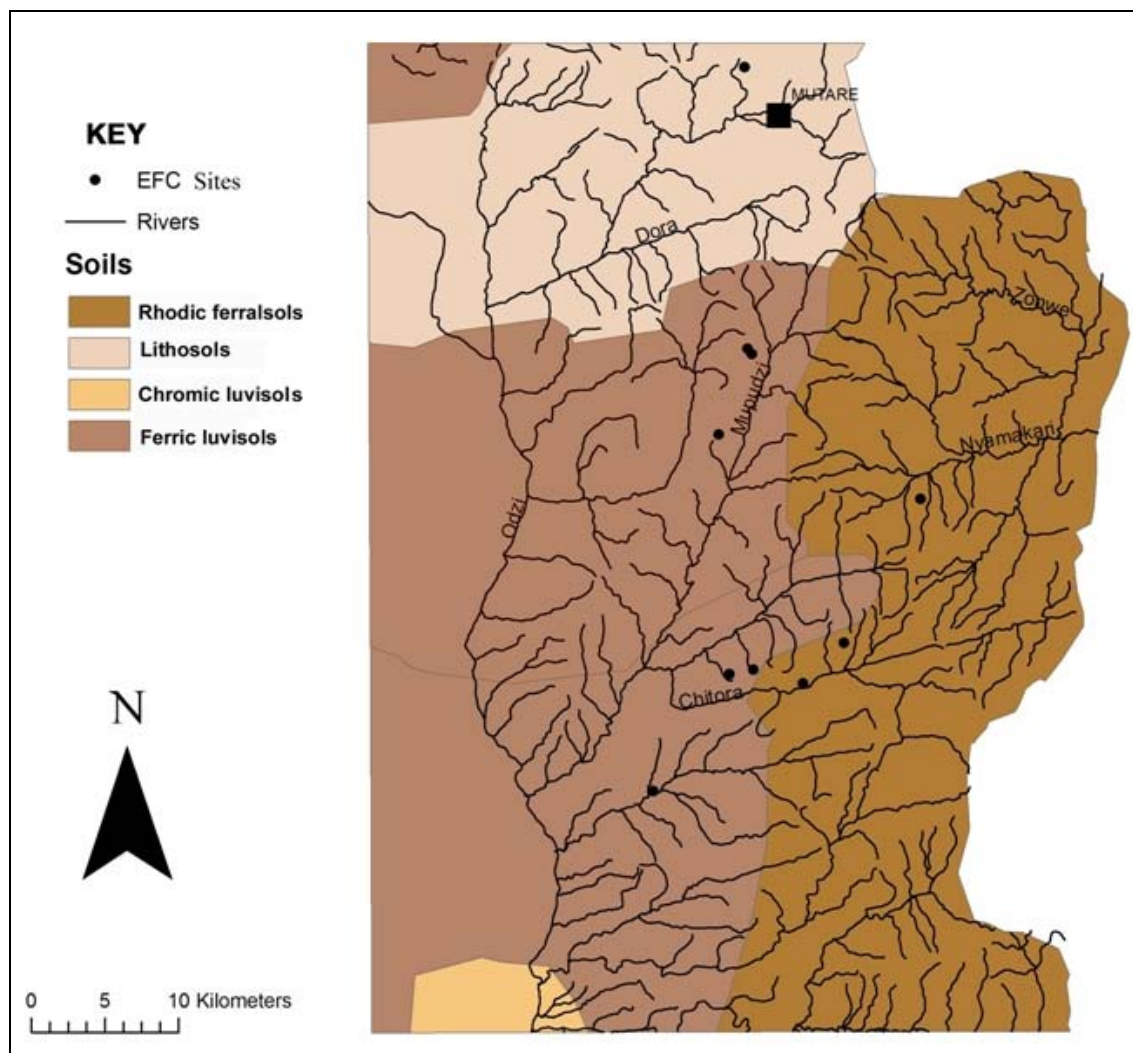 KEY
EFC Sites
Rivers
Soils
Rhodic ferralsols
Lithosols
Chromic luvisols
Ferric luvisols
N
0 5 10 Kilometers
MUTARE
Dora
Zonwe
Mupudzi
Nyamakari
Odzi
Chitora